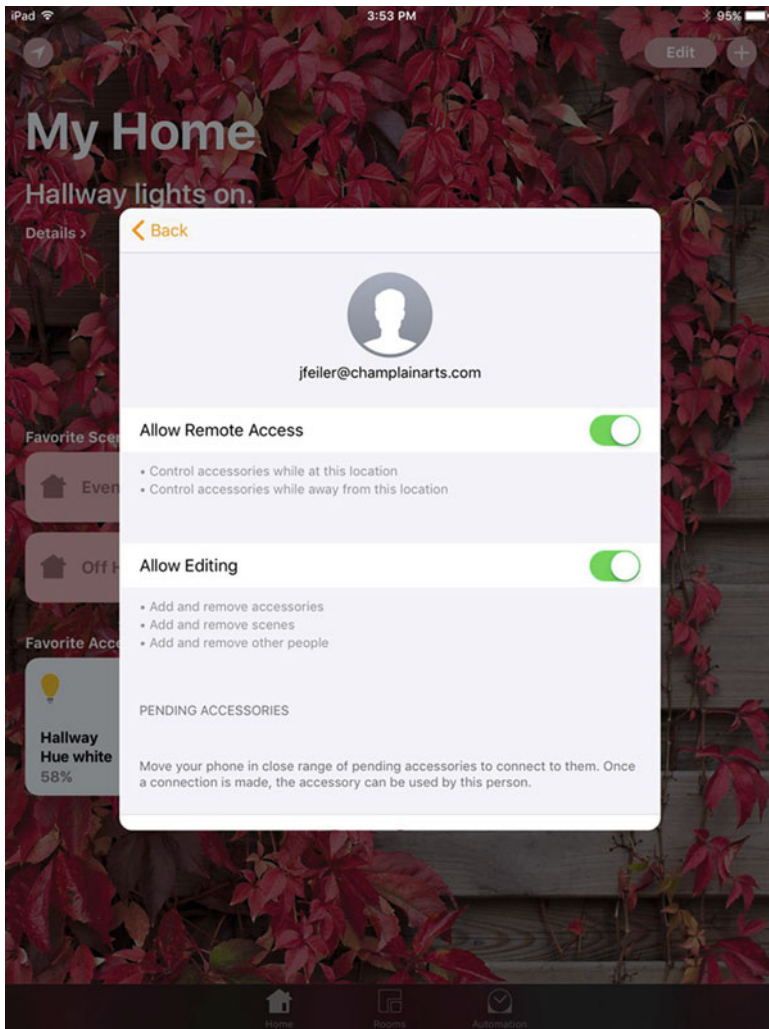 iPad
3:53 PM
95%
Edit
My Home
Hallway lights on.
Details >
Back
jfeiler@champlainarts.com
Allow Remote Access
• Control accessories while at this location
• Control accessories while away from this location
Favorite Scen
Even
Allow Editing
Off H
• Add and remove accessories
• Add and remove scenes
• Add and remove other people
Favorite Acce
PENDING ACCESSORIES
Hallway
Hue white
58%
Move your phone in close range of pending accessories to connect to them. Once
a connection is made, the accessory can be used by this person.
Home
Rooms
Automation